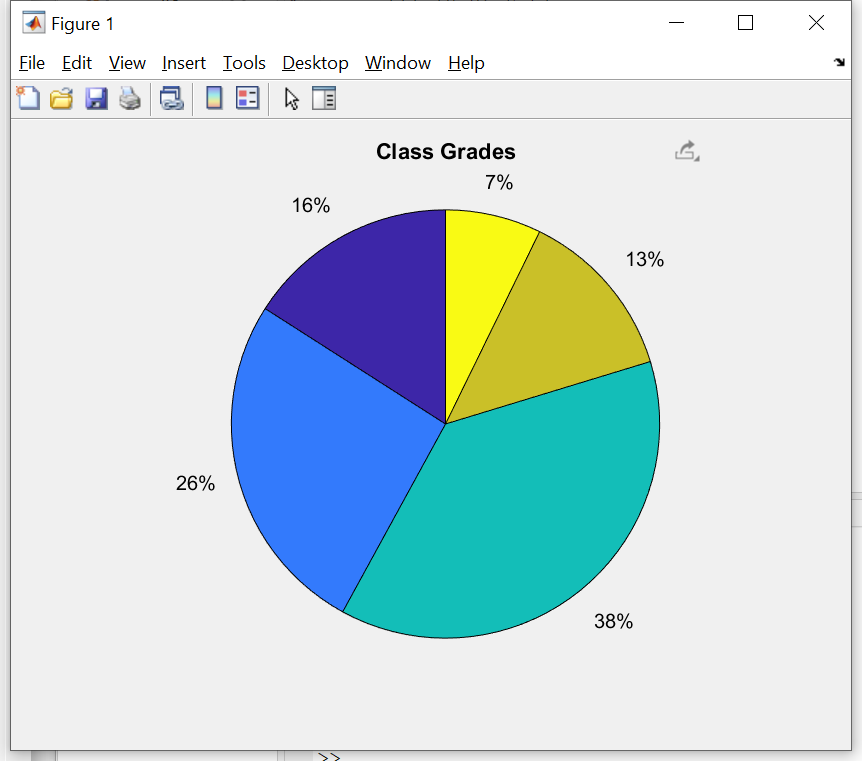 Figure 1
File Edit View Insert Tools Desktop Window Help
Class Grades
7%
16%
13%
26%
38%
>>